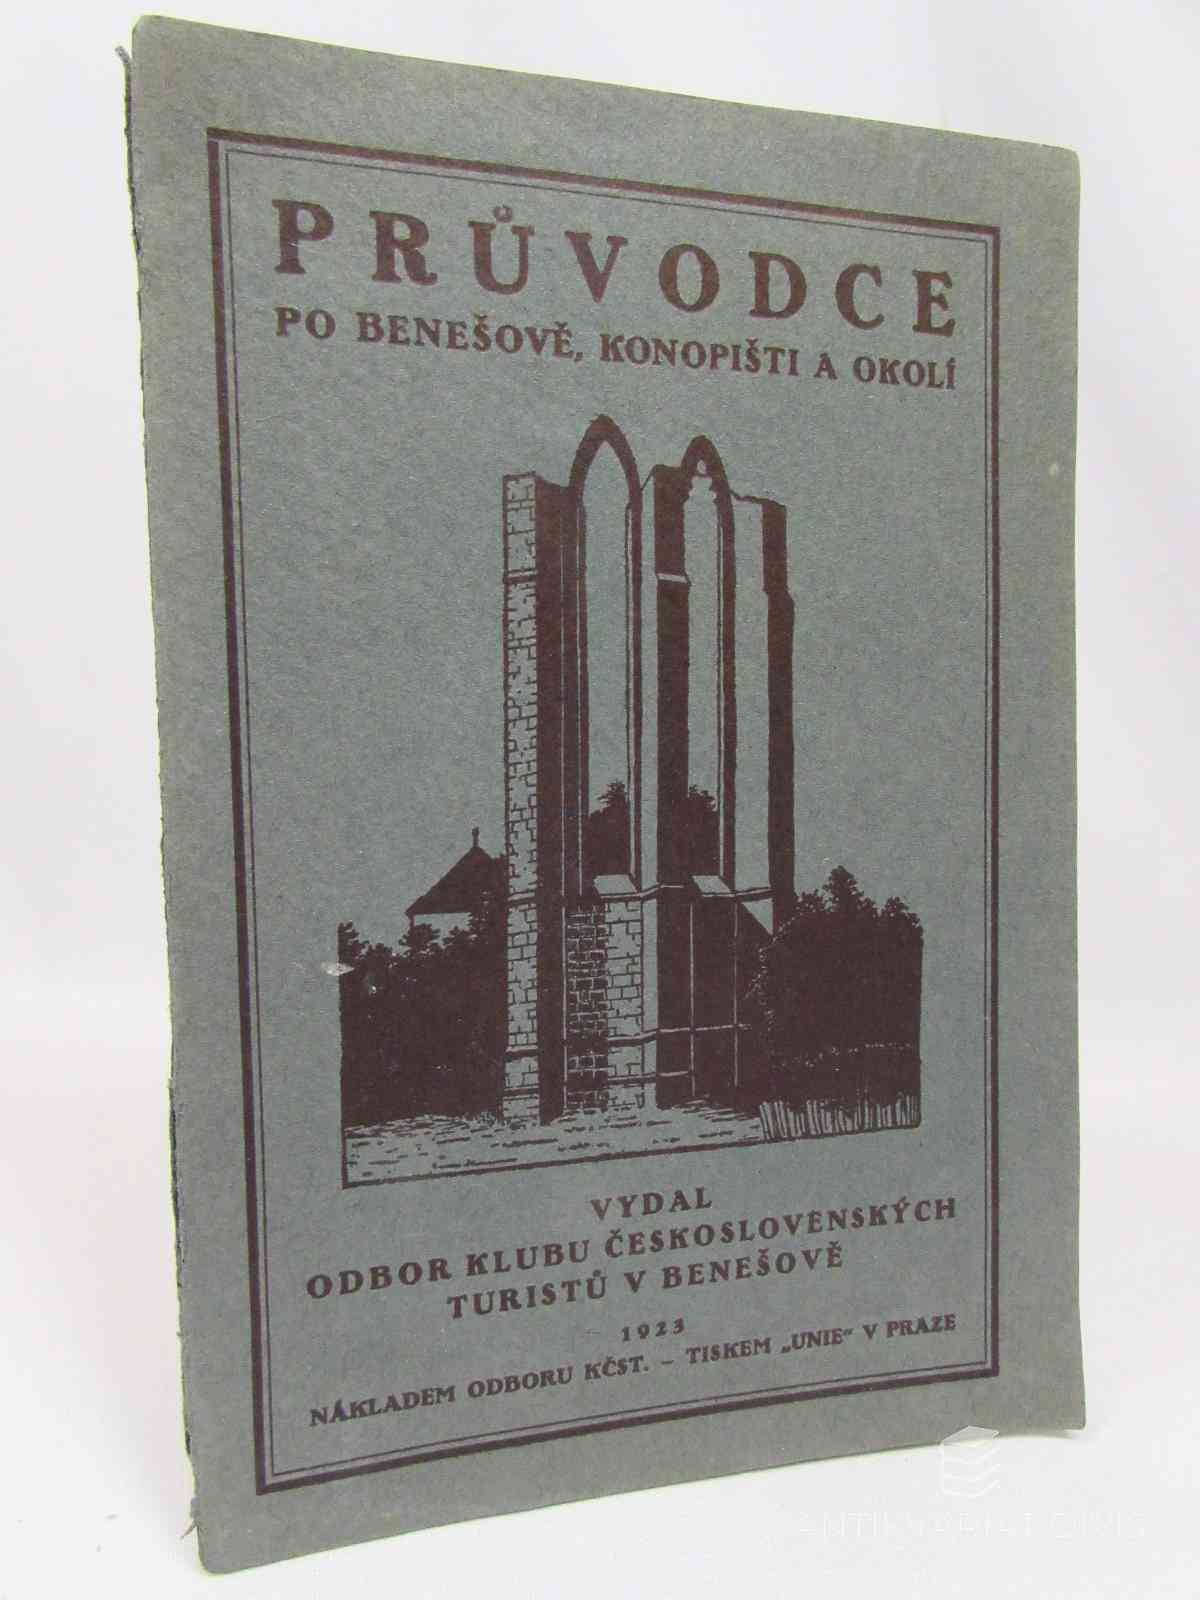 PRŮVODCE
PO BENEŠOVĚ, KONOPIŠTI A OKOLÍ
VYDAL
ODBOR KLUBU ČESKOSLOVENSKÝCH
TURISTŮ V BENEŠOVĚ
1923
NÁKLADEM ODBORU KČST. – TISKEM „UNIE" V PRAZE